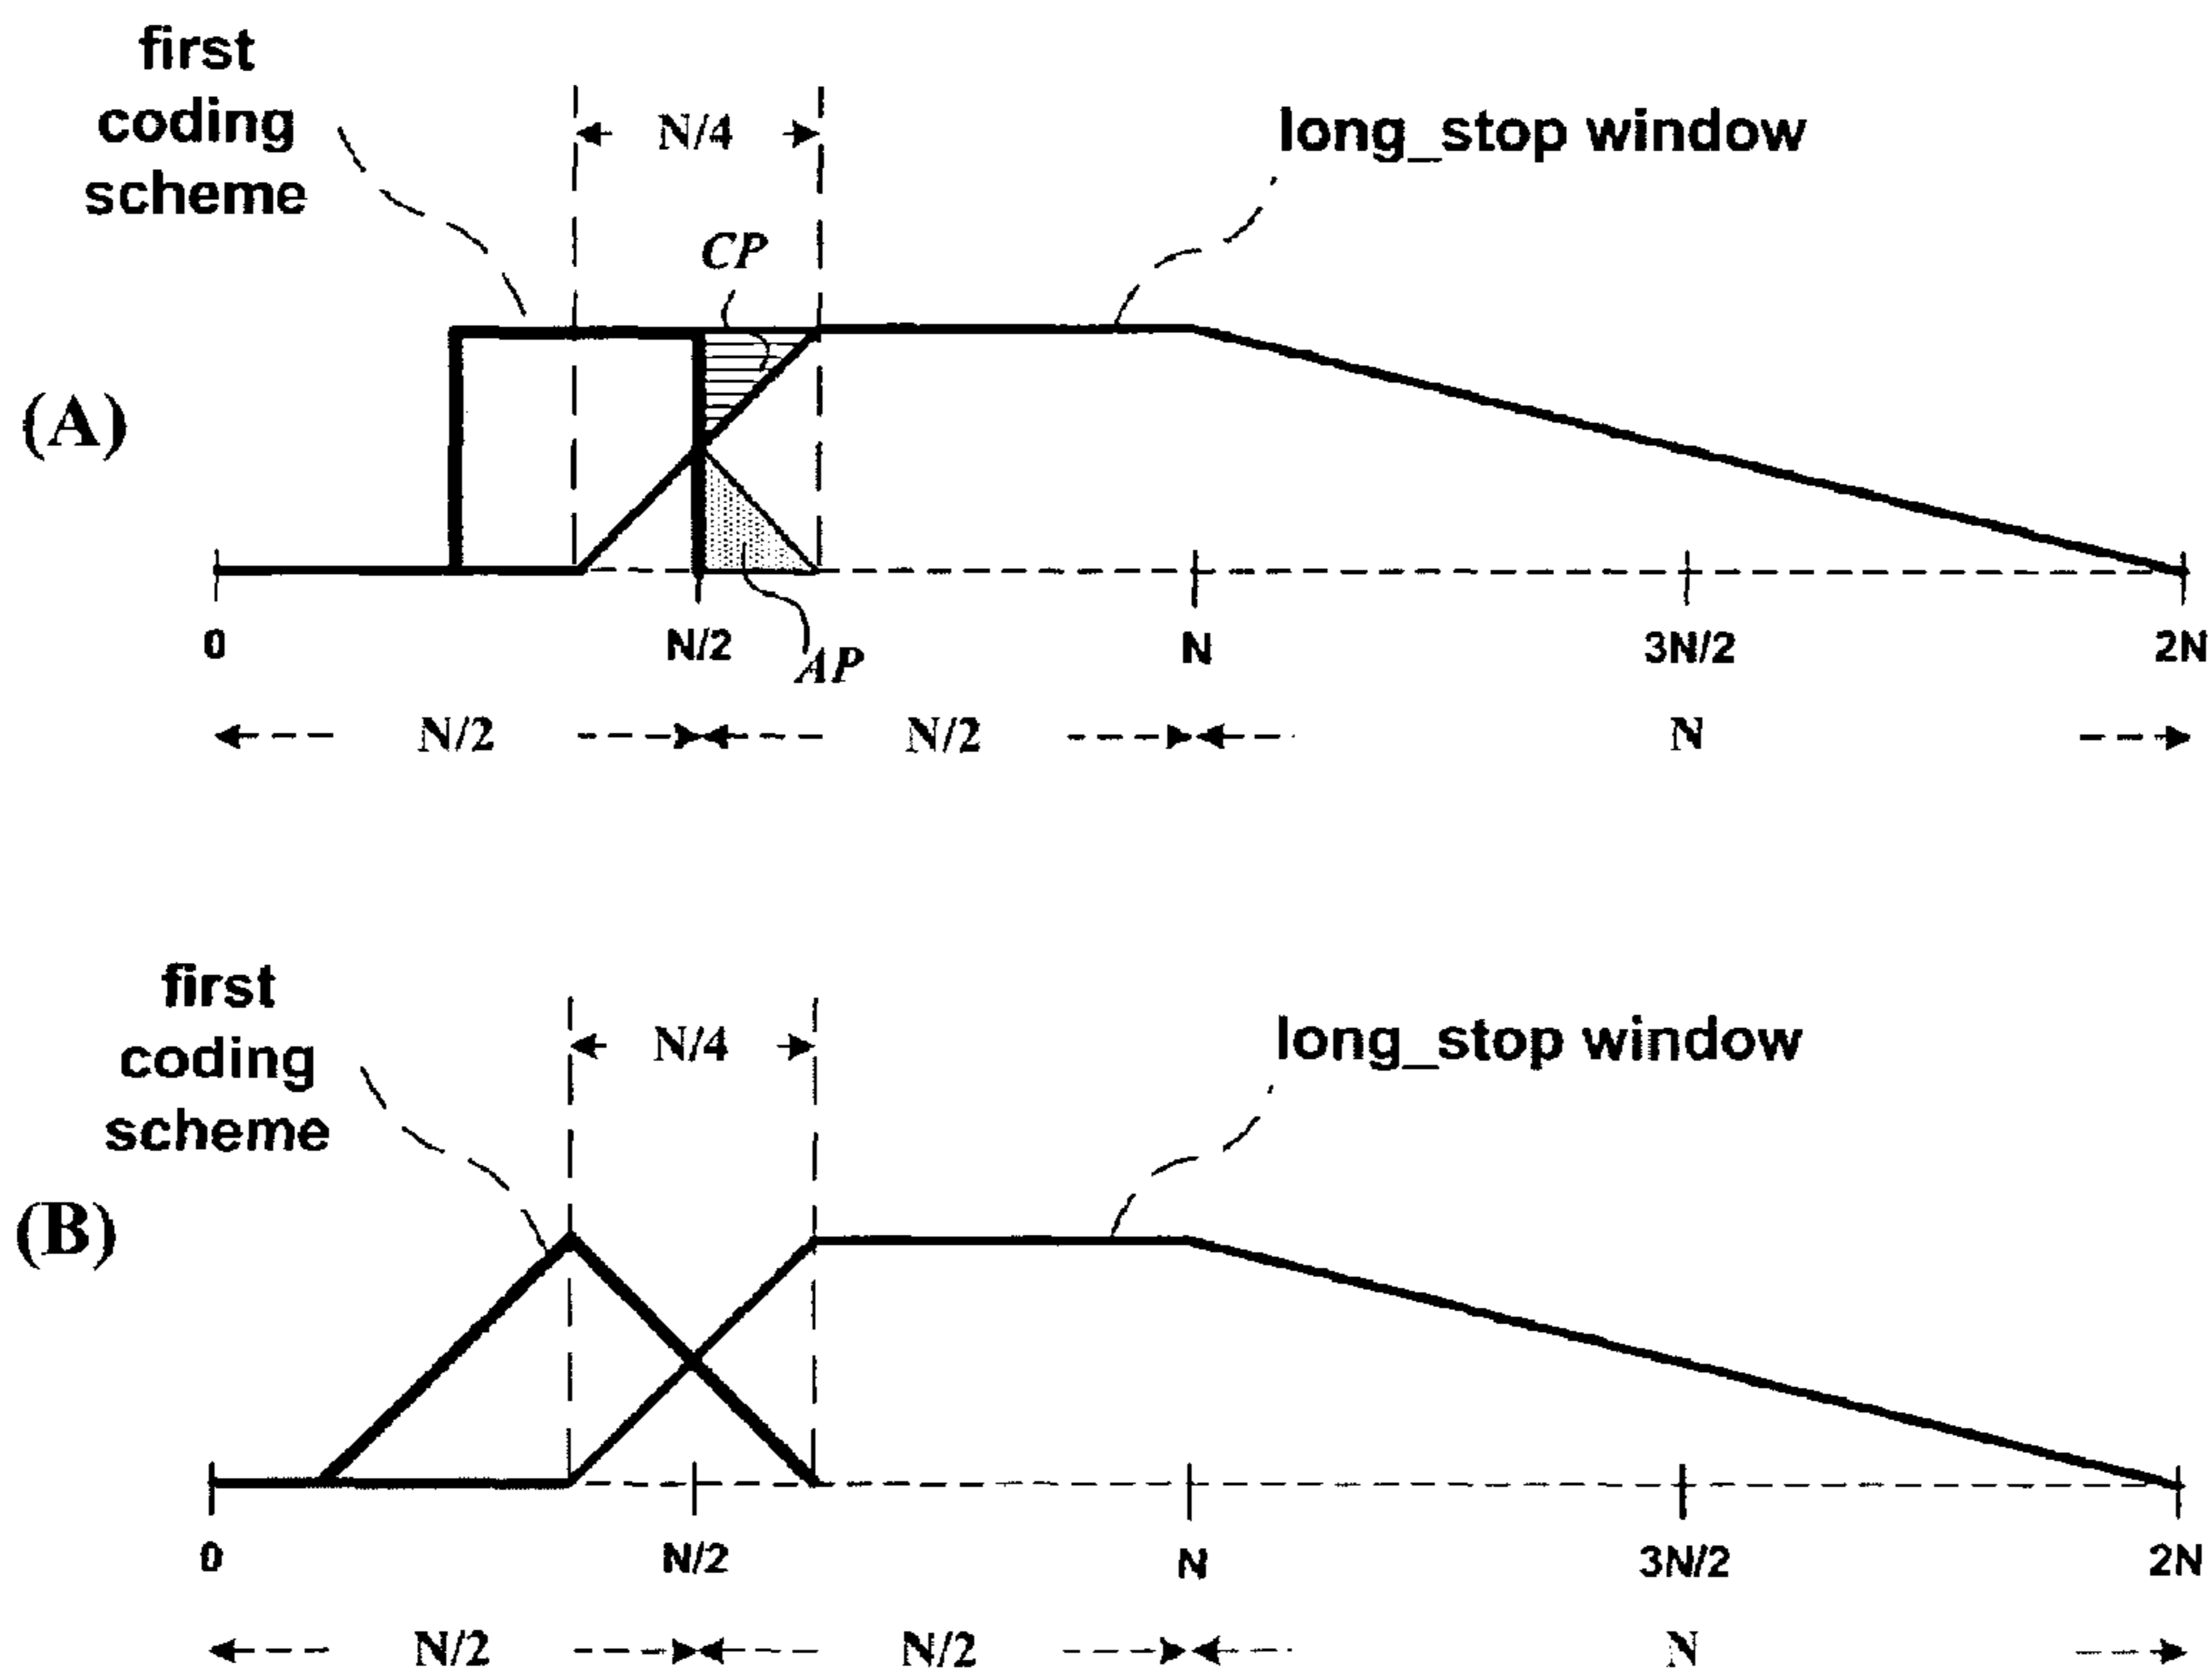 first
coding
scheme
N/4
long_stop window
CP
(A)
0
N/2
AP
N
3N/2
2N
N/2
N/2
N
first
coding
scheme
N/4
long_stop window
(B)
0
N/2
N
3N/2
2N
N/2
N/2
N